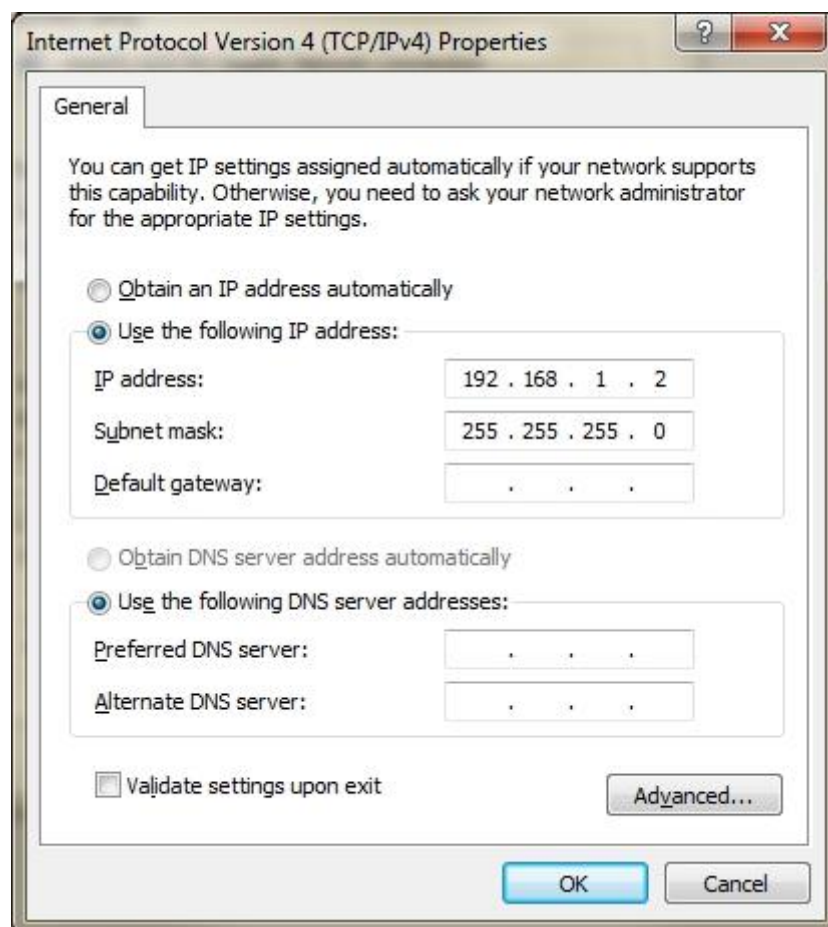 Internet Protocol Version 4 (TCP/IPv4) Properties
General
You can get IP settings assigned automatically if your network supports
this capability. Otherwise, you need to ask your network administrator
for the appropriate IP settings.
Obtain an IP address automatically
Use the following IP address:
IP address: 192 . 168 . 1 . 2
Subnet mask: 255 . 255 . 255 . 0
Default gateway: . . .
Obtain DNS server address automatically
Use the following DNS server addresses:
Preferred DNS server: . . .
Alternate DNS server: . . .
Validate settings upon exit
Advanced...
OK Cancel